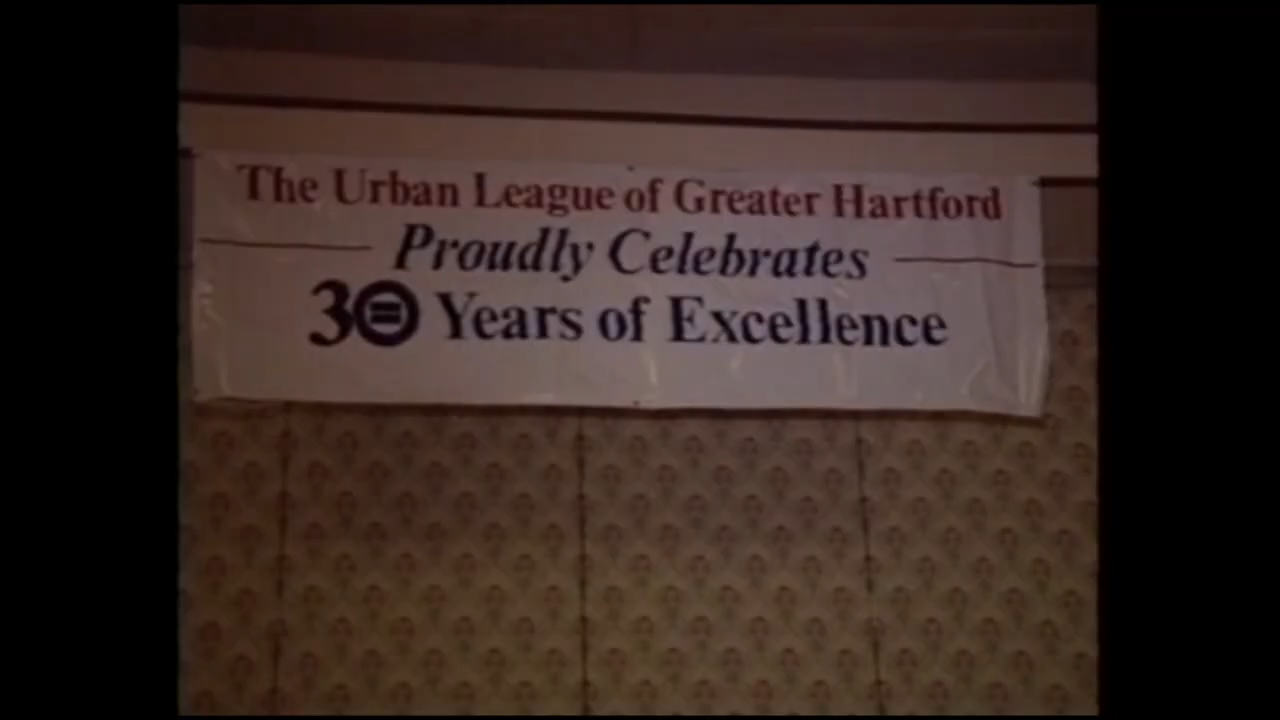 The Urban League of Greater Hartford
Proudly Celebrates
30 Years of Excellence